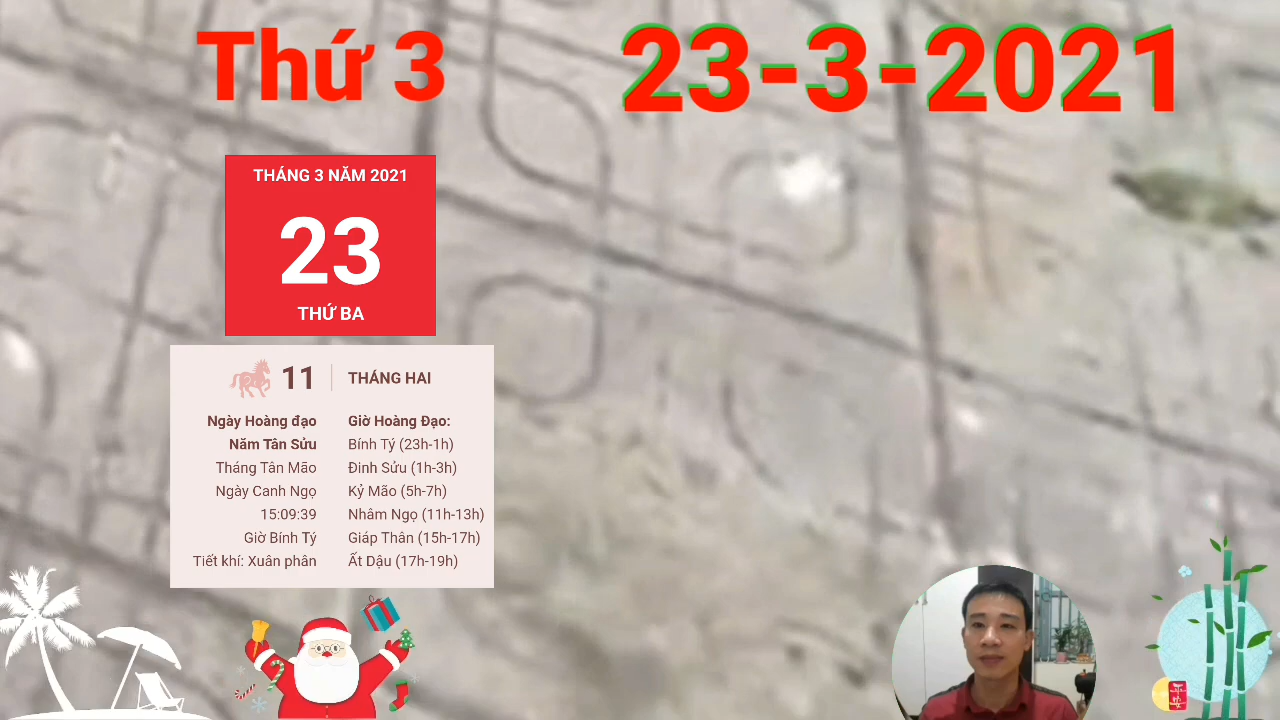 Thứ 3
23-3-2021
THÁNG 3 NĂM 2021
23
THỨ BA
11
THÁNG HAI
Ngày Hoàng đạo
Năm Tân Sửu
Tháng Tân Mão
Ngày Canh Ngọ
15:09:39
Giờ Bính Tý
Tiết khí: Xuân phân
Giờ Hoàng Đạo:
Bính Tý (23h-1h)
Đinh Sửu (1h-3h)
Kỷ Mão (5h-7h)
Nhâm Ngọ (11h-13h)
Giáp Thân (15h-17h)
Ất Dậu (17h-19h)